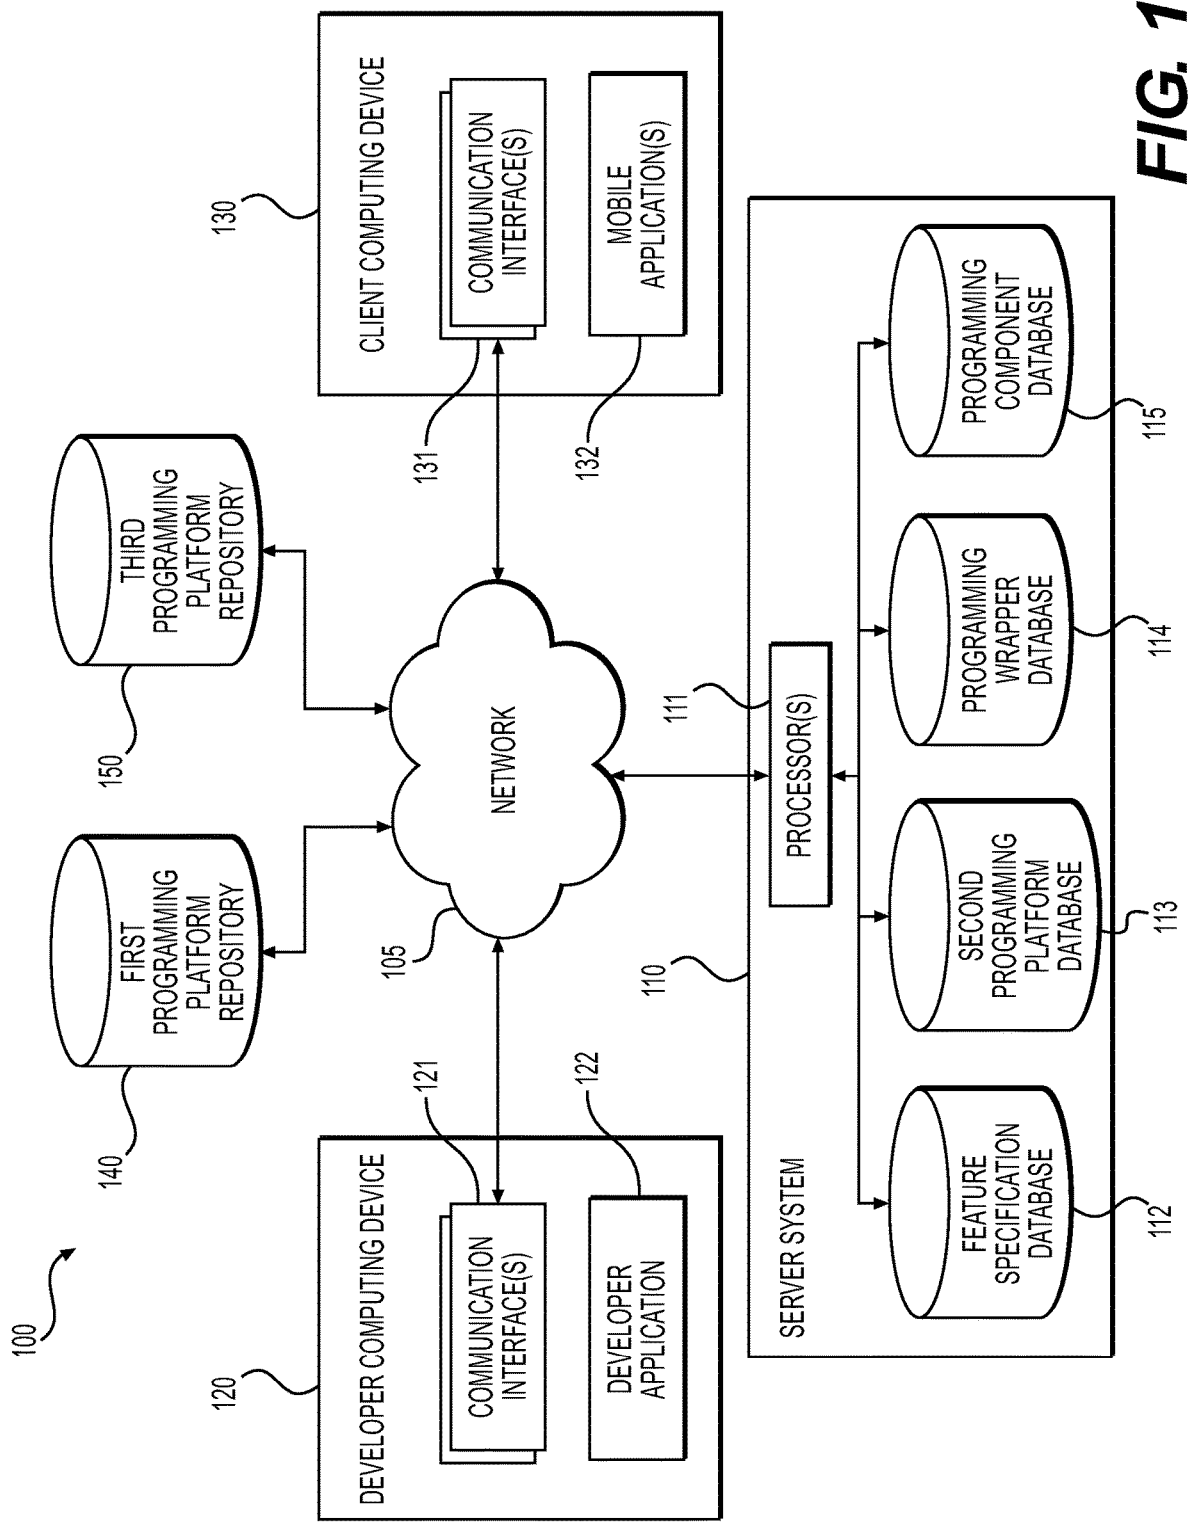 100
140
FIRST
PROGRAMMING
PLATFORM
REPOSITORY
150
THIRD
PROGRAMMING
PLATFORM
REPOSITORY
120
DEVELOPER COMPUTING DEVICE
121
COMMUNICATION
INTERFACE(S)
122
DEVELOPER
APPLICATION
105
NETWORK
130
CLIENT COMPUTING DEVICE
131
COMMUNICATION
INTERFACE(S)
132
MOBILE
APPLICATION(S)
110
SERVER SYSTEM
111
PROCESSOR(S)
FEATURE
SPECIFICATION
DATABASE
112
SECOND
PROGRAMMING
PLATFORM
DATABASE
113
PROGRAMMING
WRAPPER
DATABASE
114
PROGRAMMING
COMPONENT
DATABASE
115
FIG. 1